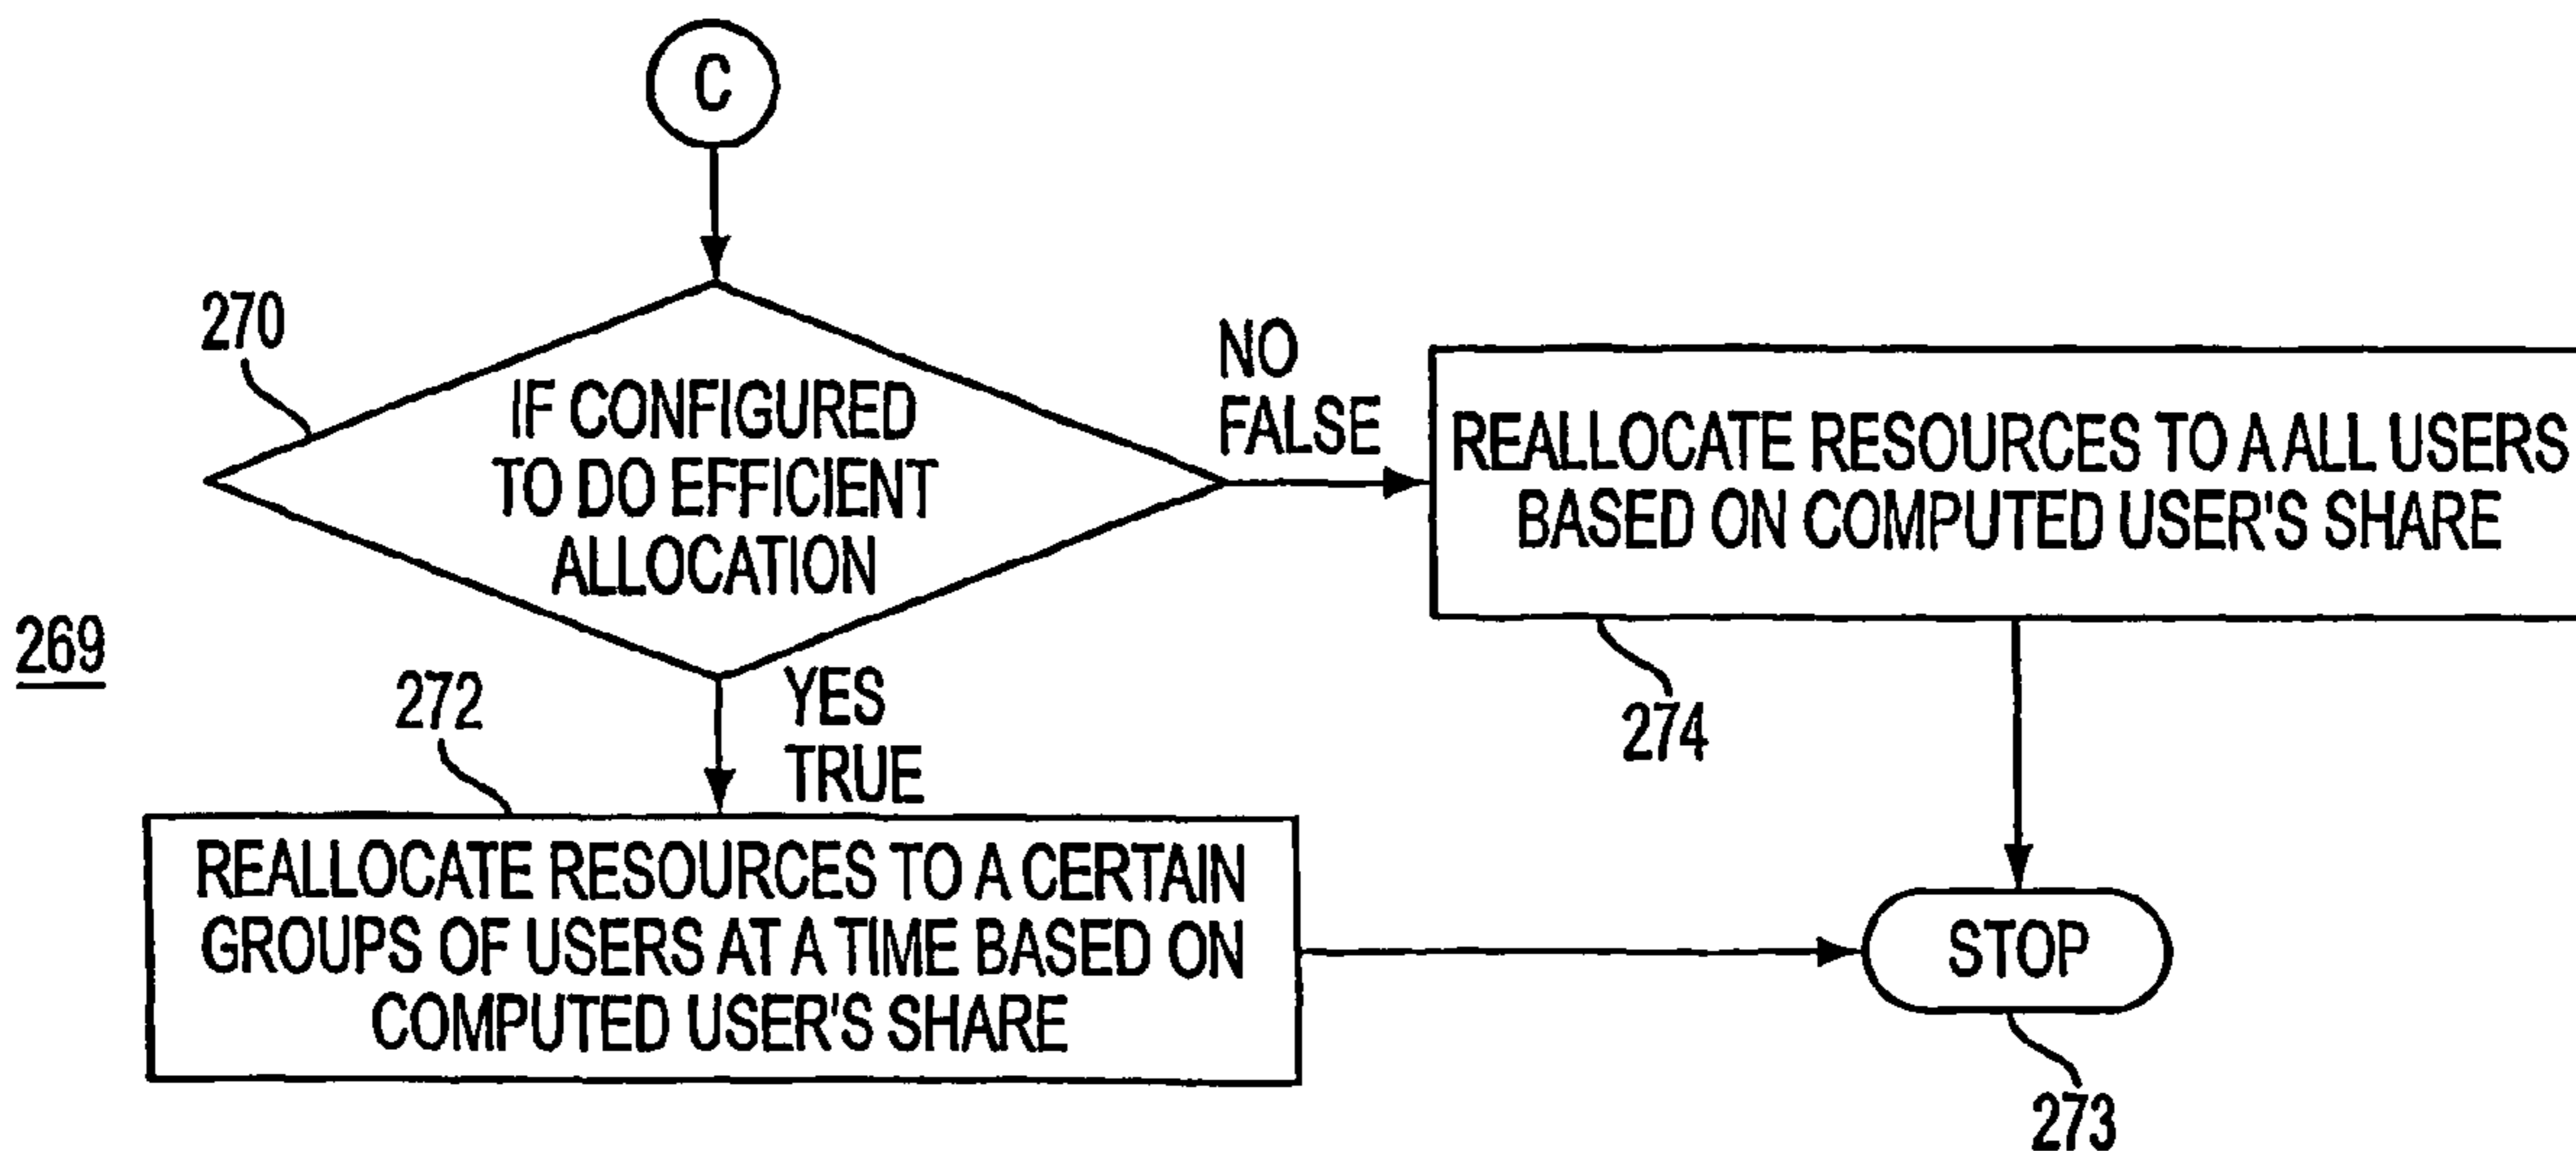 C
270
IF CONFIGURED
TO DO EFFICIENT
ALLOCATION
NO
FALSE
REALLOCATE RESOURCES TO A ALL USERS
BASED ON COMPUTED USER'S SHARE
274
269
272
YES
TRUE
REALLOCATE RESOURCES TO A CERTAIN
GROUPS OF USERS AT A TIME BASED ON
COMPUTED USER'S SHARE
STOP
273